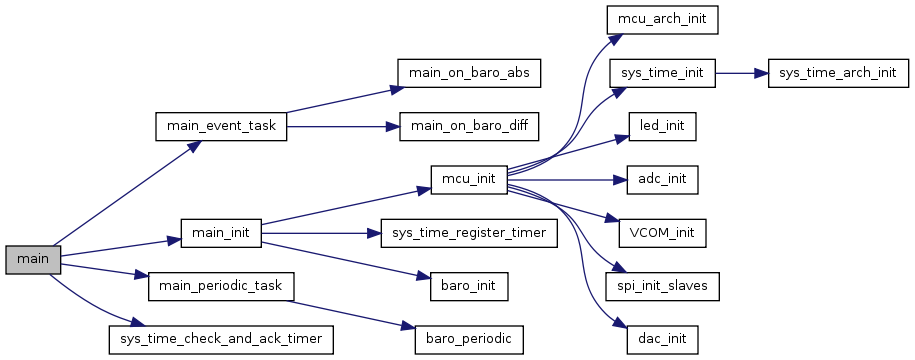 mcu_arch_init
main_on_baro_abs
sys_time_init
sys_time_arch_init
main_event_task
main_on_baro_diff
led_init
mcu_init
adc_init
main_init
sys_time_register_timer
VCOM_init
main
main_periodic_task
baro_init
spi_init_slaves
sys_time_check_and_ack_timer
baro_periodic
dac_init